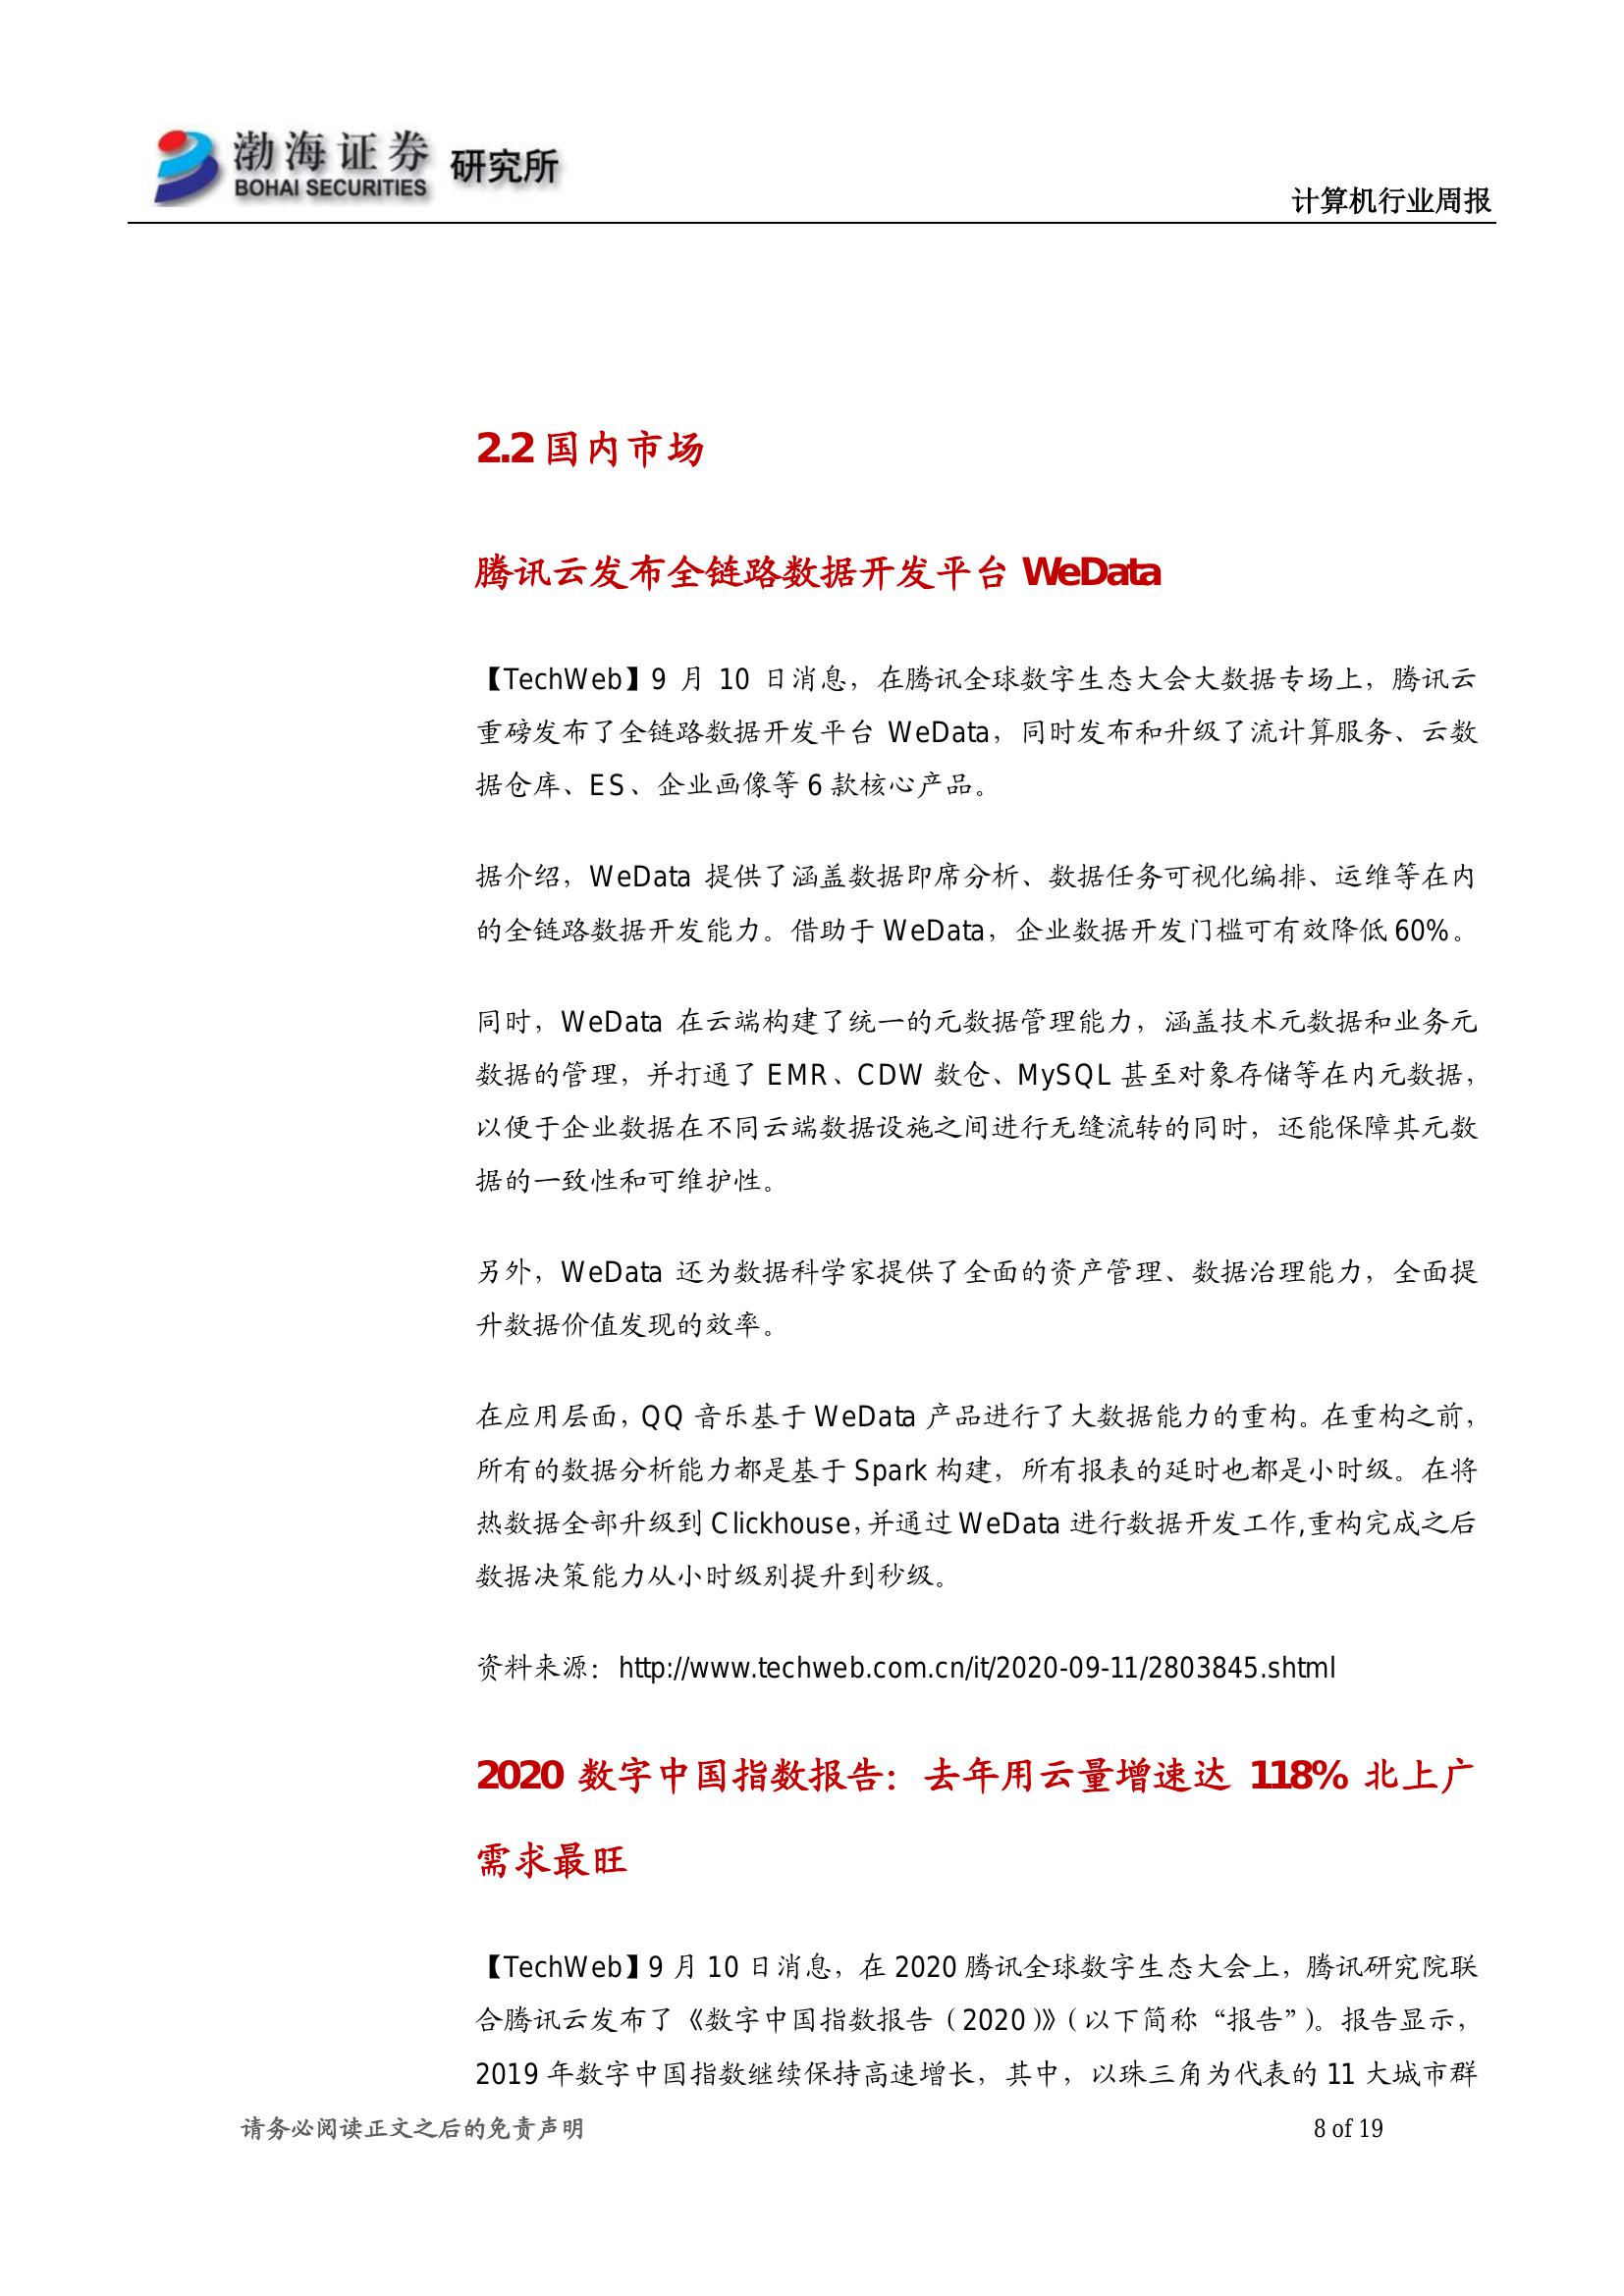 渤海证券 研究所
BOHAI SECURITIES
计算机行业周报
2.2 国内市场
腾讯云发布全链路数据开发平台 WeData
【TechWeb】9 月 10 日消息，在腾讯全球数字生态大会大数据专场上，腾讯云
重磅发布了全链路数据开发平台 WeData，同时发布和升级了流计算服务、云数
据仓库、ES、企业画像等 6 款核心产品。
据介绍，WeData 提供了涵盖数据即席分析、数据任务可视化编排、运维等在内
的全链路数据开发能力。借助于 WeData，企业数据开发门槛可有效降低 60%。
同时，WeData 在云端构建了统一的元数据管理能力，涵盖技术元数据和业务元
数据的管理，并打通了 EMR、CDW 数仓、MySQL 甚至对象存储等在内元数据，
以便于企业数据在不同云端数据设施之间进行无缝流转的同时，还能保障其元数
据的一致性和可维护性。
另外，WeData 还为数据科学家提供了全面的资产管理、数据治理能力，全面提
升数据价值发现的效率。
在应用层面，QQ 音乐基于 WeData 产品进行了大数据能力的重构。在重构之前，
所有的数据分析能力都是基于 Spark 构建，所有报表的延时也都是小时级。在将
热数据全部升级到 Clickhouse，并通过 WeData 进行数据开发工作,重构完成之后
数据决策能力从小时级别提升到秒级。
资料来源：http://www.techweb.com.cn/it/2020-09-11/2803845.shtml
2020 数字中国指数报告：去年用云量增速达 118% 北上广
需求最旺
【TechWeb】9 月 10 日消息，在 2020 腾讯全球数字生态大会上，腾讯研究院联
合腾讯云发布了《数字中国指数报告（2020）》（以下简称“报告”）。报告显示，
2019 年数字中国指数继续保持高速增长，其中，以珠三角为代表的 11 大城市群
请务必阅读正文之后的免责声明 8 of 19